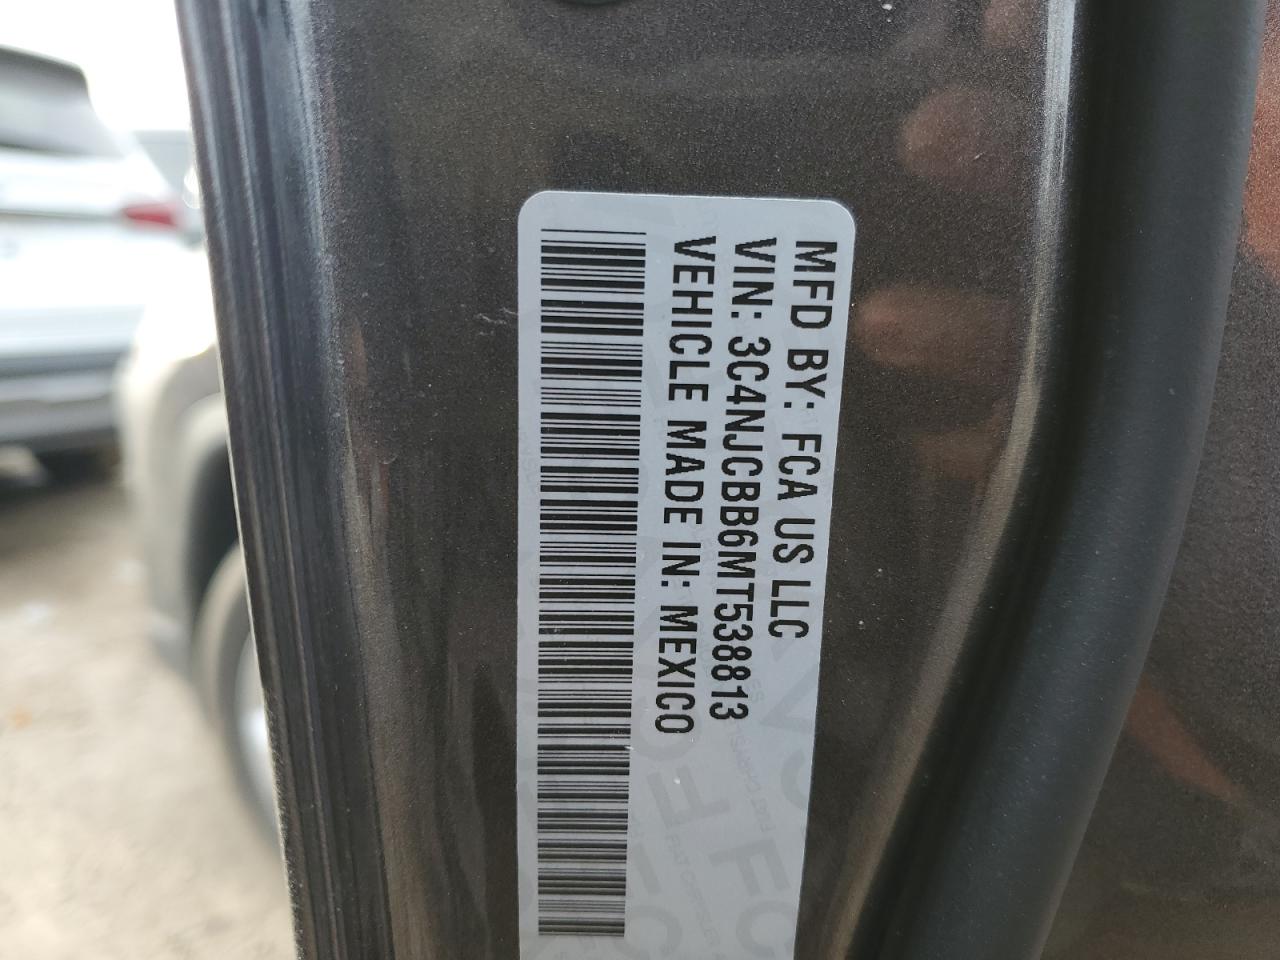 MFD BY: FCA US LLC
VIN: 3C4NJCBB6MT538813
VEHICLE MADE IN: MEXICO